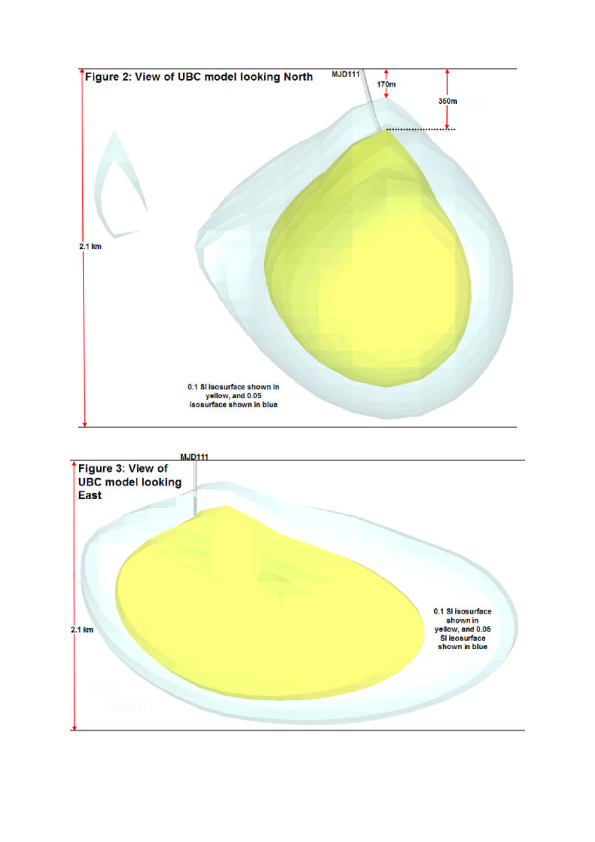 Figure 2: View of UBC model looking North
MJD111
170m
350m
2.1 km
0.1 SI isosurface shown in
yellow, and 0.05
isosurface shown in blue
MJD111
Figure 3: View of
UBC model looking
East
0.1 SI isosurface
shown in
yellow, and 0.05
SI isosurface
shown in blue
2.1 km